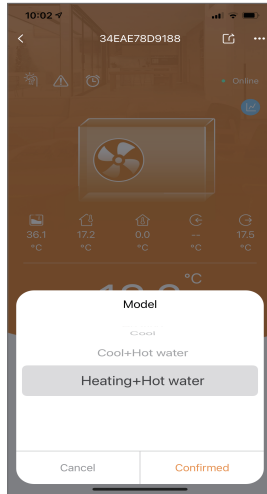 10:02
34EAE78D9188
Online
36.1 17.2 0.0 -- 17.5
°C °C °C °C °C
°C
Model
Cool
Cool+Hot water
Heating+Hot water
Cancel Confirmed